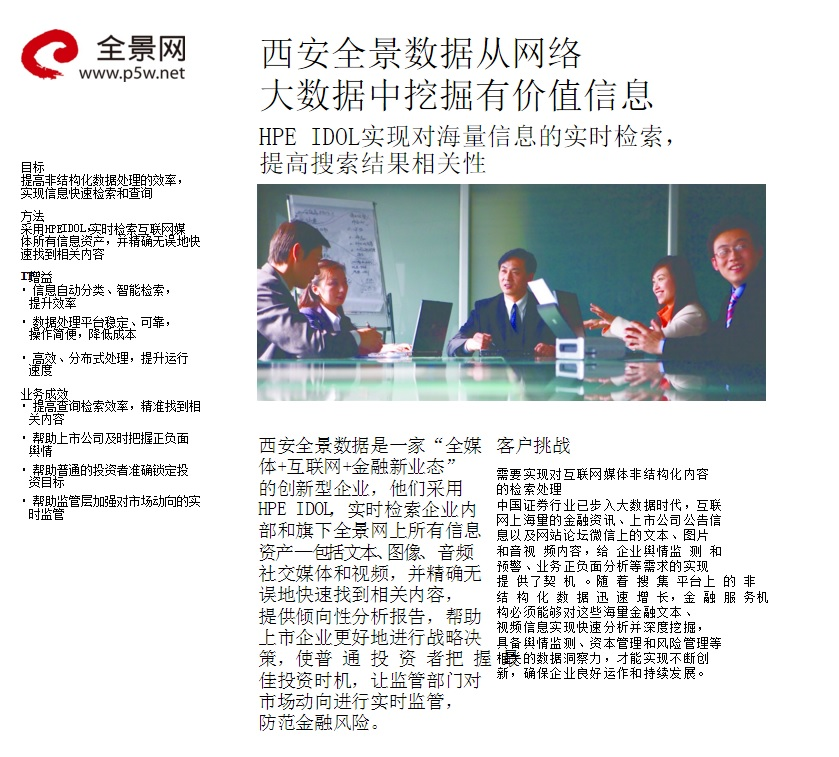 全景网
www.p5w.net
西安全景数据从网络
大数据中挖掘有价值信息
HPE IDOL实现对海量信息的实时检索，
提高搜索结果相关性
目标
提高非结构化数据处理的效率，
实现信息快速检索和查询
方法
采用HPEIDOL,实时检索互联网媒
体所有信息资产，并精确无误地快
速找到相关内容
IT增益
· 信息自动分类、智能检索，
提升效率
· 数据处理平台稳定、可靠，
操作简便，降低成本
· 高效、分布式处理，提升运行
速度
业务成效
· 提高查询检索效率，精准找到相
关内容
· 帮助上市公司及时把握正负面
舆情
· 帮助普通的投资者准确锁定投
资目标
· 帮助监管层加强对市场动向的实
时监管
西安全景数据是一家“全媒
体+互联网+金融新业态”
的创新型企业，他们采用
HPE IDOL, 实时检索企业内
部和旗下全景网上所有信息
资产—包括文本、图像、音频
社交媒体和视频，并精确无
误地快速找到相关内容，
提供倾向性分析报告，帮助
上市企业更好地进行战略决
策，使普 通 投 资 者把 握 最
佳投资时机，让监管部门对
市场动向进行实时监管，
防范金融风险。
客户挑战
需要实现对互联网媒体非结构化内容
的检索处理
中国证券行业已步入大数据时代，互联
网上海量的金融资讯、上市公司公告信
息以及网站论坛微信上的文本、图片
和音视 频内容，给 企业舆情监 测 和
预警、业务正负面分析等需求的实现
提 供了契 机 。随 着 搜 集 平台上 的 非
结 构 化 数 据 迅 速 增 长，金 融 服 务机
构必须能够对这些海量金融文本、
视频信息实现快速分析并深度挖掘，
具备舆情监测、资本管理和风险管理等
相关的数据洞察力，才能实现不断创
新，确保企业良好运作和持续发展。